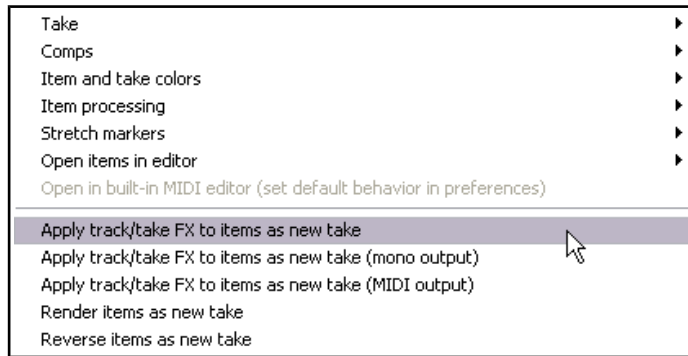 Take
Comps
Item and take colors
Item processing
Stretch markers
Open items in editor
Open in built-in MIDI editor (set default behavior in preferences)
Apply track/take FX to items as new take
Apply track/take FX to items as new take (mono output)
Apply track/take FX to items as new take (MIDI output)
Render items as new take
Reverse items as new take